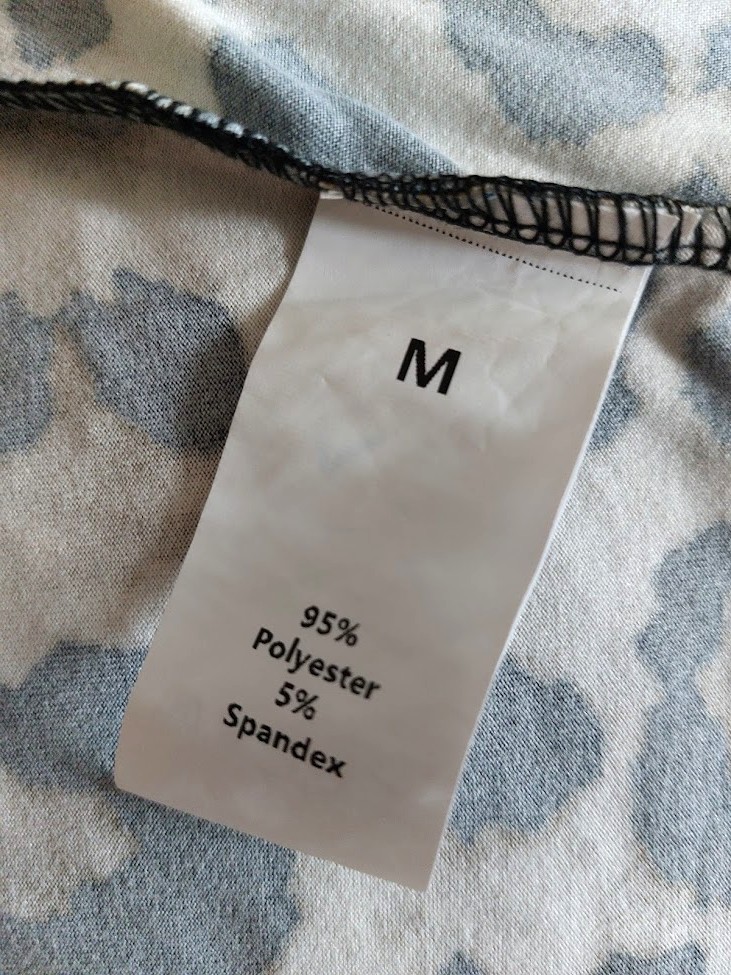 M
95%
Polyester
5%
Spandex